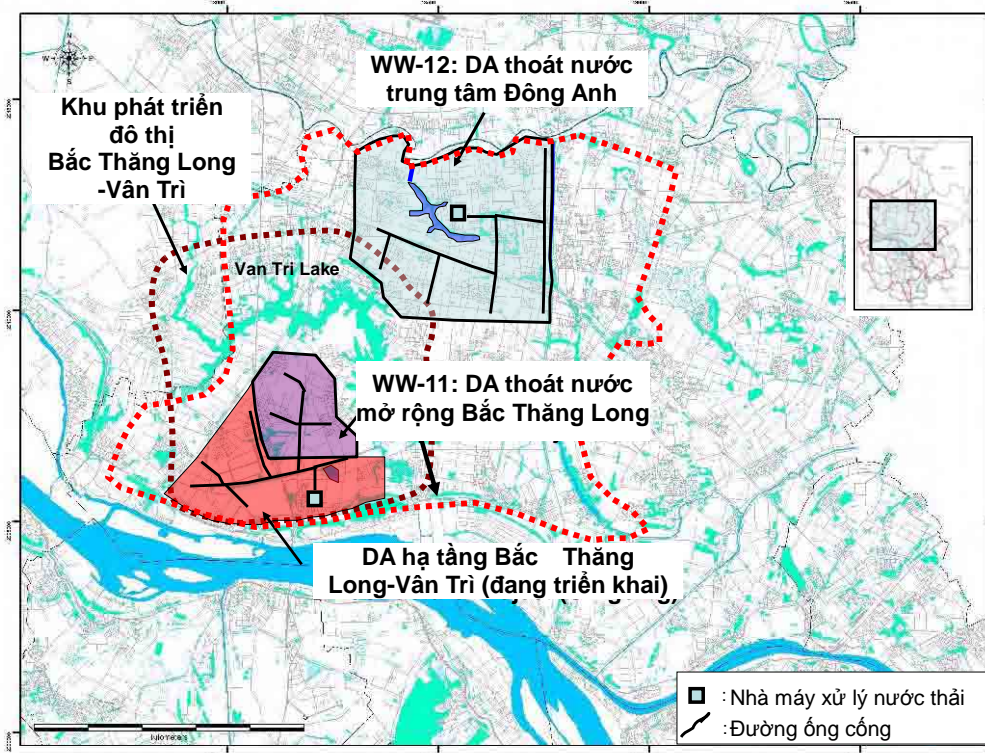 WW-12: DA thoát nước
trung tâm Đông Anh
Khu phát triển
đô thị
Bắc Thăng Long
-Vân Trì
Van Tri Lake
WW-11: DA thoát nước
mở rộng Bắc Thăng Long
DA hạ tầng Bắc Thăng
Long-Vân Trì (đang triển khai)
: Nhà máy xử lý nước thải
: Đường ống cống